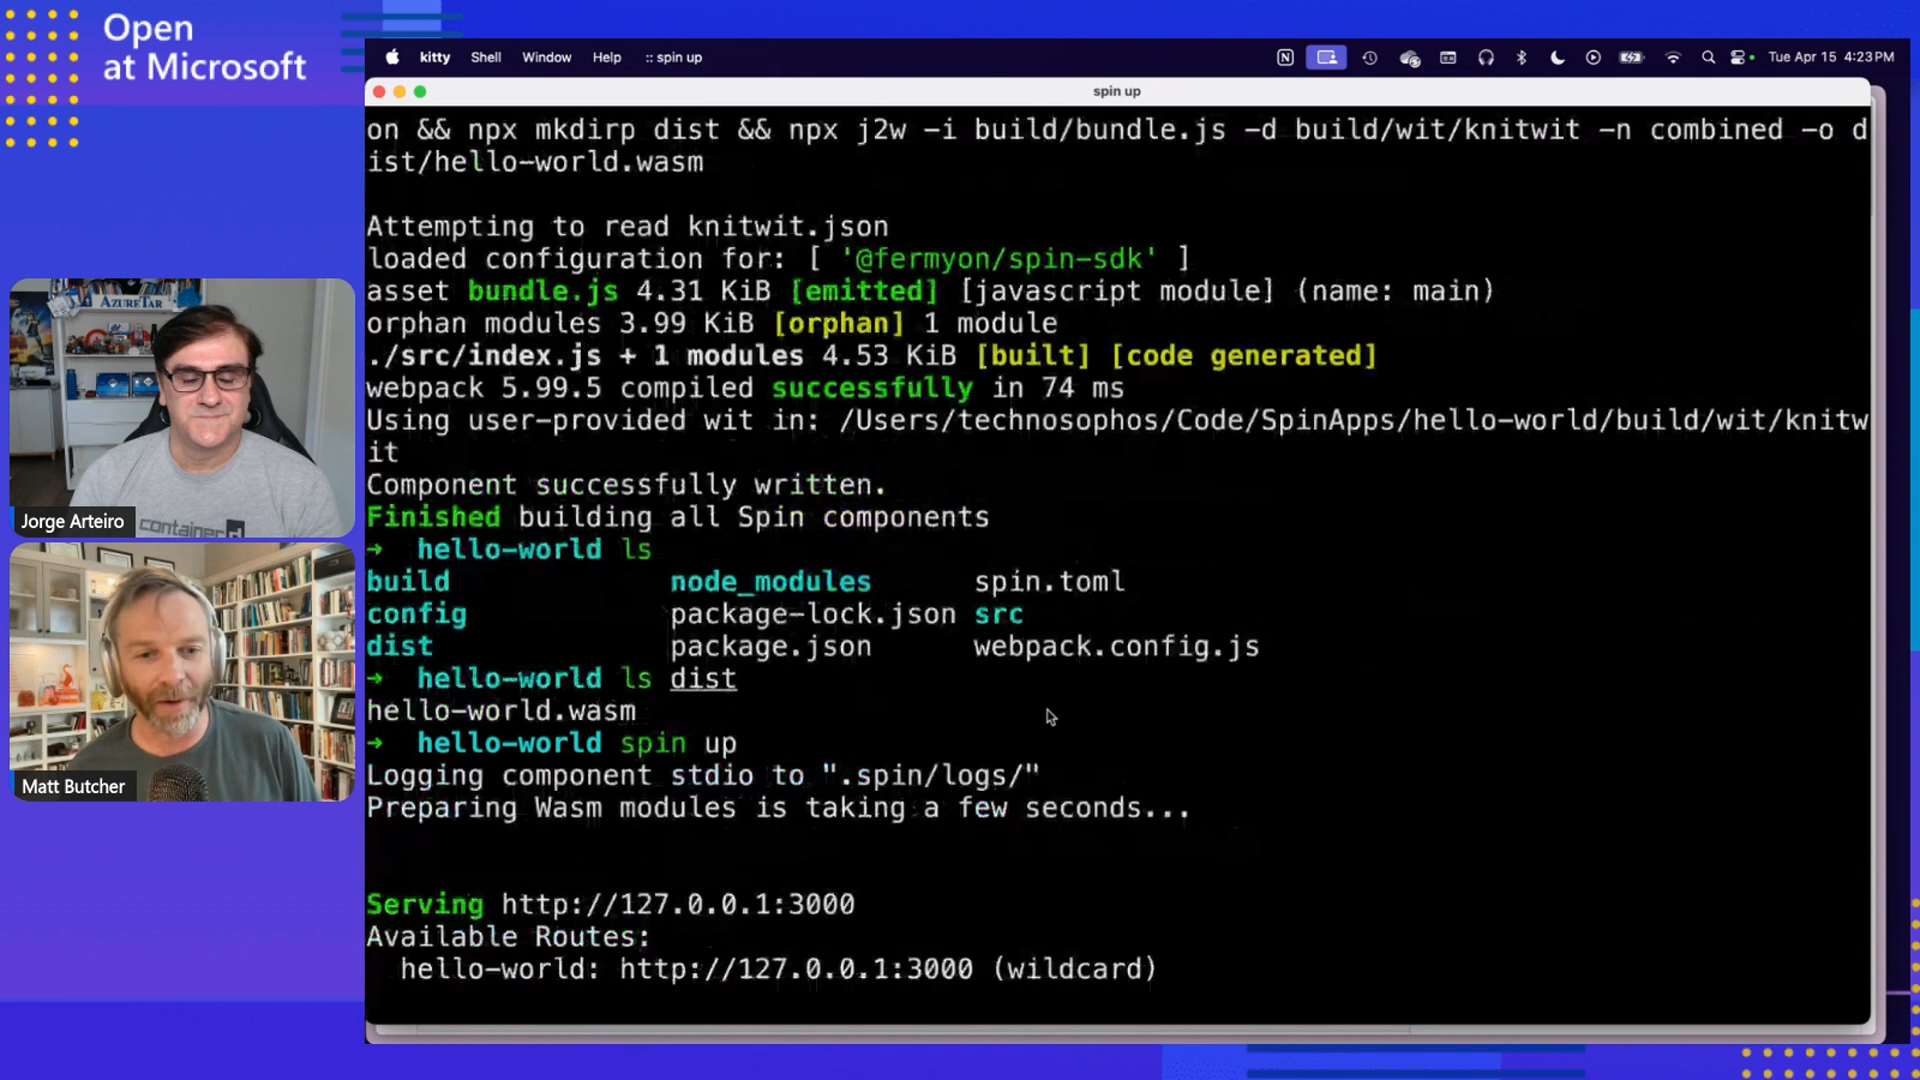 Open
at Microsoft
kitty Shell Window Help :: spin up
Tue Apr 15 4:23 PM
spin up
on && npx mkdirp dist && npx j2w -i build/bundle.js -d build/wit/knitwit -n combined -o d
ist/hello-world.wasm
Attempting to read knitwit.json
loaded configuration for: [ '@fermyon/spin-sdk' ]
asset bundle.js 4.31 KiB [emitted] [javascript module] (name: main)
orphan modules 3.99 KiB [orphan] 1 module
./src/index.js + 1 modules 4.53 KiB [built] [code generated]
webpack 5.99.5 compiled successfully in 74 ms
Using user-provided wit in: /Users/technosophos/Code/SpinApps/hello-world/build/wit/knitw
it
Component successfully written.
Finished building all Spin components
→ hello-world ls
build node_modules spin.toml
config package-lock.json src
dist package.json webpack.config.js
→ hello-world ls dist
hello-world.wasm
→ hello-world spin up
Logging component stdio to ".spin/logs/"
Preparing Wasm modules is taking a few seconds...
Serving http://127.0.0.1:3000
Available Routes:
hello-world: http://127.0.0.1:3000 (wildcard)
AZURETAR
containerd
Jorge Arteiro
Matt Butcher